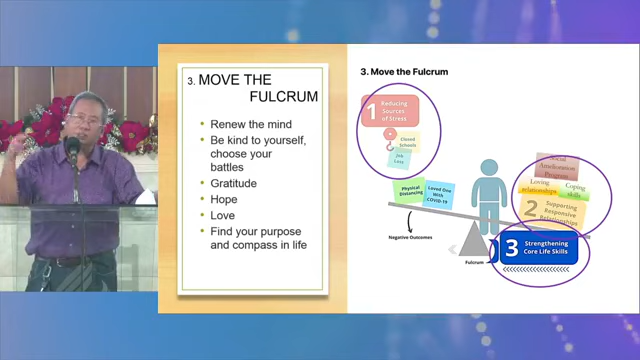 3. MOVE THE
FULCRUM
Renew the mind
Be kind to yourself,
choose your
battles
Gratitude
Hope
Love
Find your purpose
and compass in life
3. Move the Fulcrum
1 Reducing
Sources
of Stress
Closed
Schools
Job
Loss
Physical
Distancing
Loved One
With
COVID-19
Negative Outcomes
Fulcrum
Social
Amelioration
Program
Loving
relationships
Coping
skills
2 Supporting
Responsive
Relationships
3 Strengthening
Core Life Skills